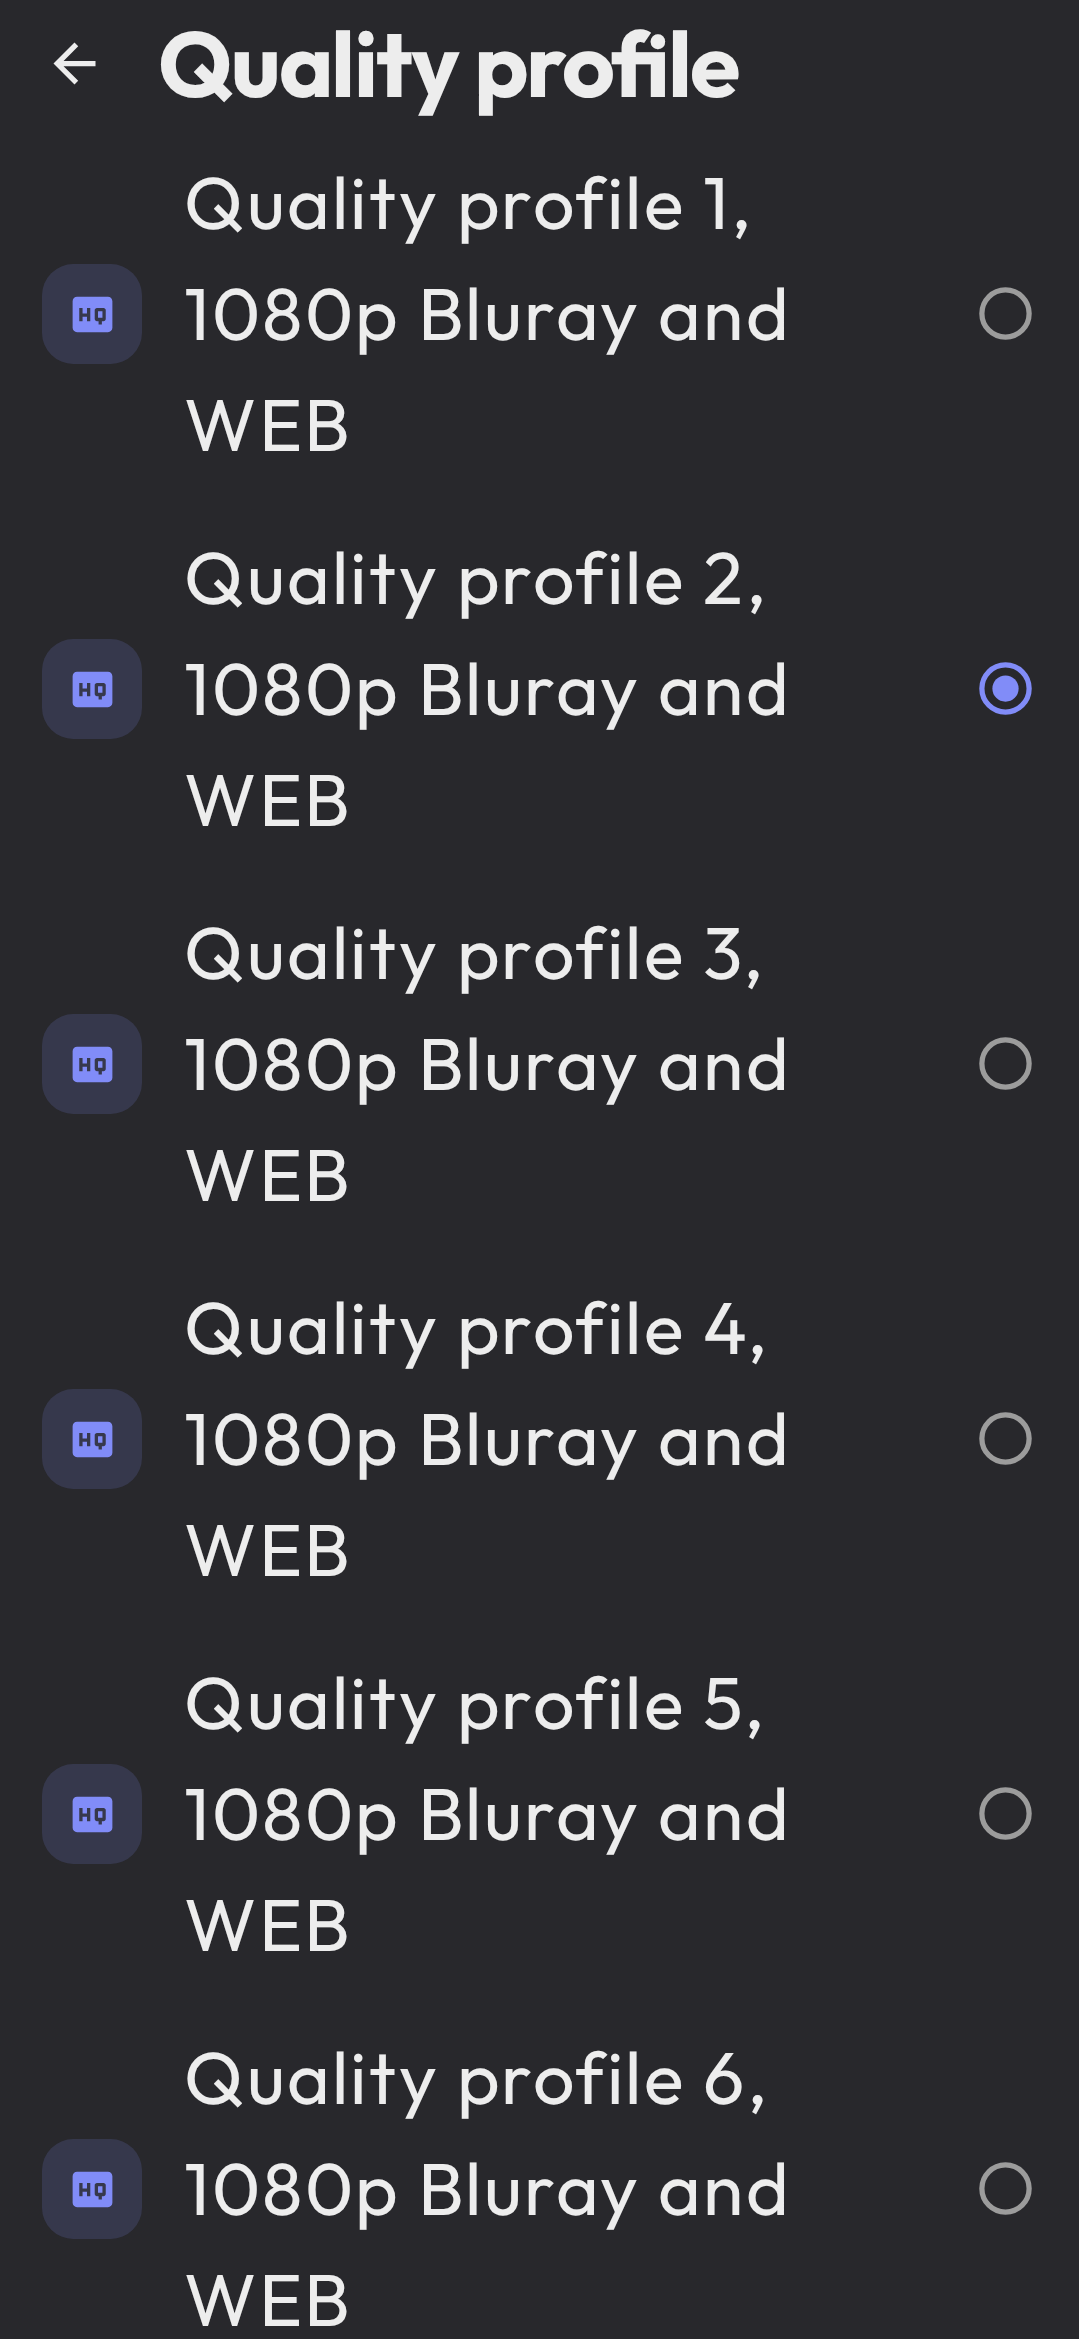 Quality profile
Quality profile 1,
HQ
1080p Bluray and
WEB
Quality profile 2,
HQ
1080p Bluray and
WEB
Quality profile 3,
HQ
1080p Bluray and
WEB
Quality profile 4,
HQ
1080p Bluray and
WEB
Quality profile 5,
HQ
1080p Bluray and
WEB
Quality profile 6,
HQ
1080p Bluray and
WEB